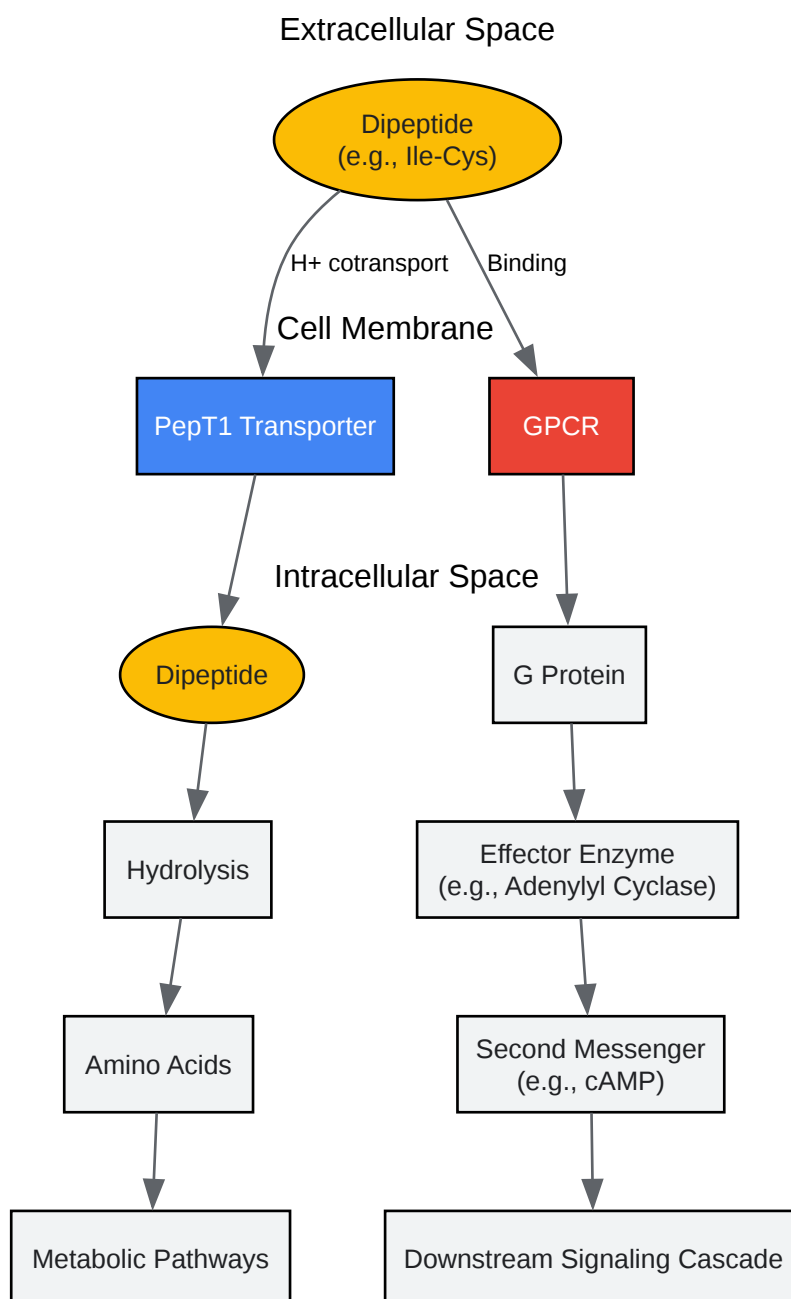 Extracellular Space
Dipeptide
(e.g., Ile-Cys)
H+ cotransport
Binding
Cell Membrane
PepT1 Transporter
GPCR
Intracellular Space
Dipeptide
G Protein
Hydrolysis
Effector Enzyme
(e.g., Adenylyl Cyclase)
Amino Acids
Second Messenger
(e.g., cAMP)
Metabolic Pathways
Downstream Signaling Cascade